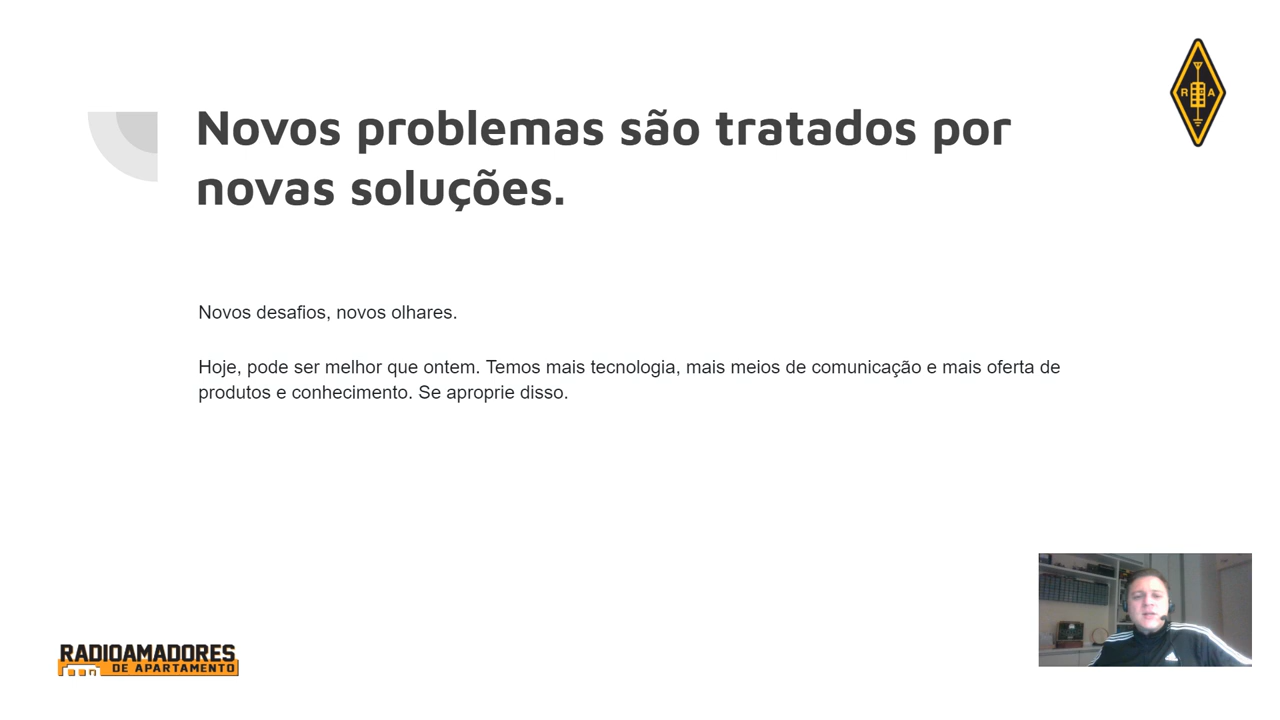 Novos problemas são tratados por
novas soluções.
R A
Novos desafios, novos olhares.
Hoje, pode ser melhor que ontem. Temos mais tecnologia, mais meios de comunicação e mais oferta de
produtos e conhecimento. Se aproprie disso.
RADIOAMADORES
DE APARTAMENTO